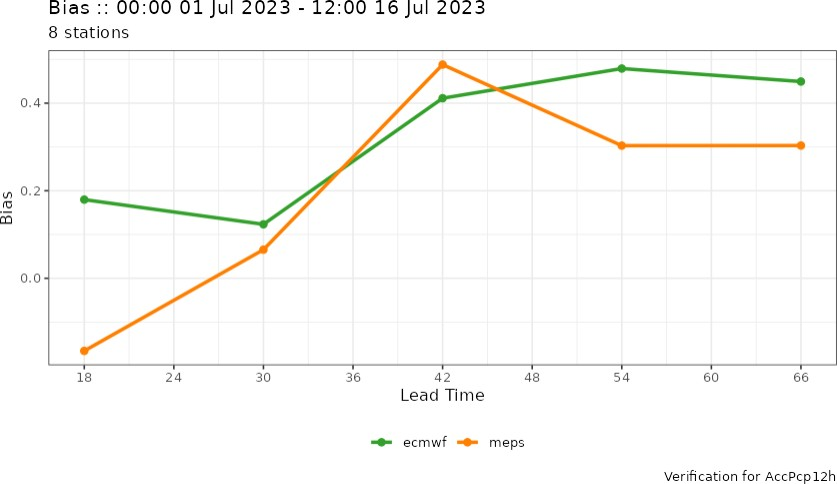 Bias :: 00:00 01 Jul 2023 - 12:00 16 Jul 2023
8 stations
0.4
0.2
0.0
Bias
18 24 30 36 42 48 54 60 66
Lead Time
ecmwf meps
Verification for AccPcp12h